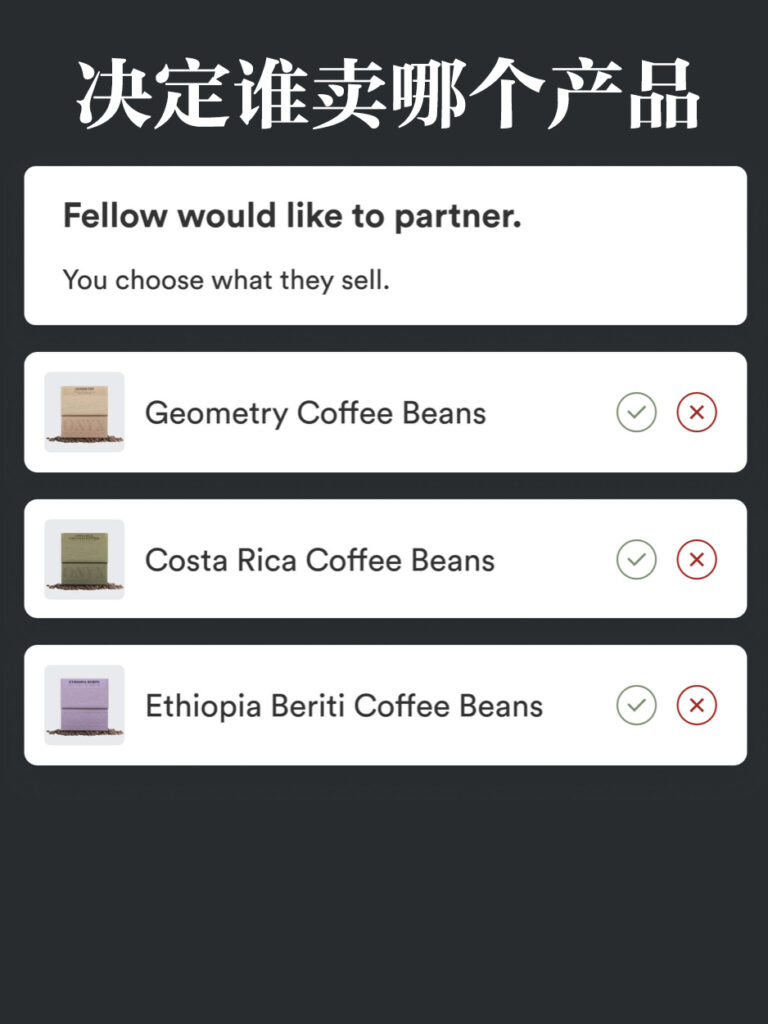 决定谁卖哪个产品
Fellow would like to partner.
You choose what they sell.
Geometry Coffee Beans
Costa Rica Coffee Beans
Ethiopia Beriti Coffee Beans